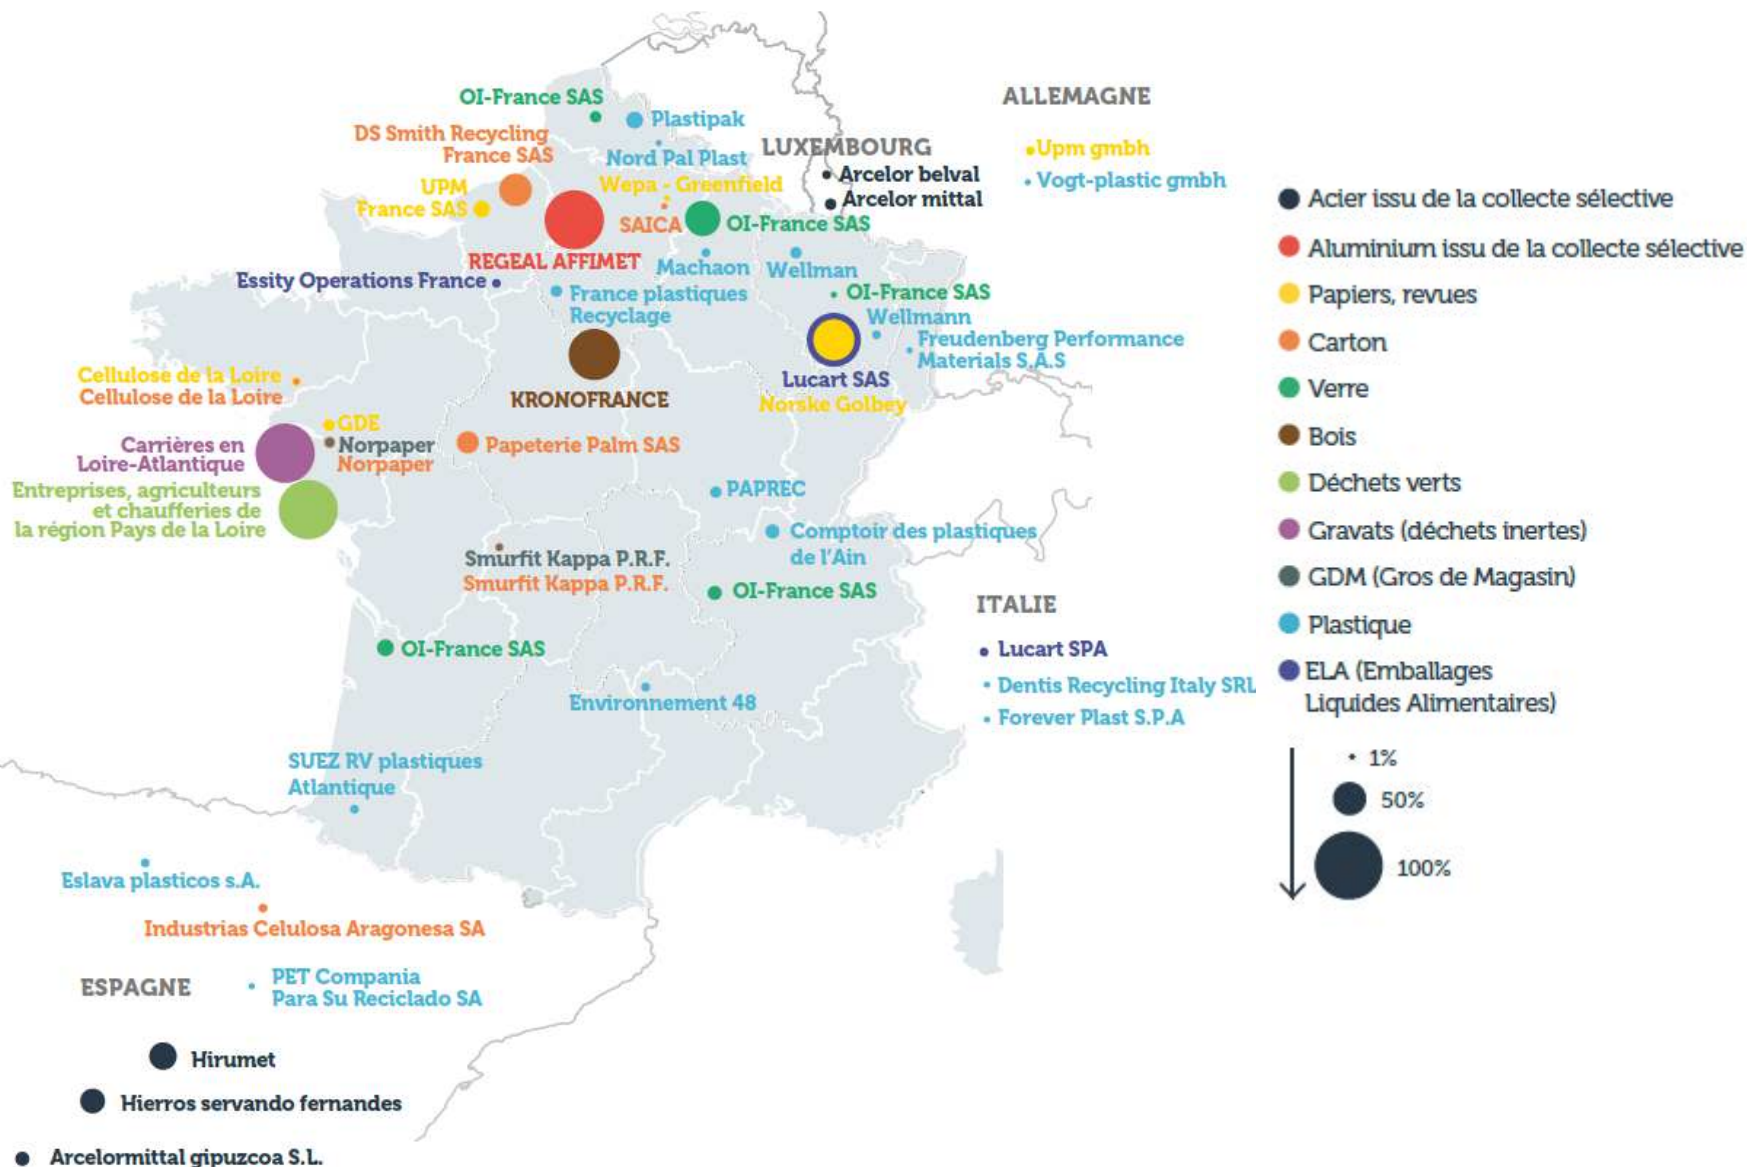 OI-France SAS
Plastipak
DS Smith Recycling
France SAS
Nord Pal Plast
UPM
France SAS
Wepa - Greenfield
SAICA
OI-France SAS
REGEAL AFFIMET
Machaon
Wellman
Essity Operations France
France plastiques
Recyclage
OI-France SAS
Wellmann
Freudenberg Performance
Materials S.A.S
Lucart SAS
Norske Golbey
KRONOFRANCE
Cellulose de la Loire
Cellulose de la Loire
GDE
Norpaper
Norpaper
Carrières en
Loire-Atlantique
Papeterie Palm SAS
Entreprises, agriculteurs
et chaufferies de
la région Pays de la Loire
PAPREC
Comptoir des plastiques
de l'Ain
Smurfit Kappa P.R.F.
Smurfit Kappa P.R.F.
OI-France SAS
OI-France SAS
Environnement 48
SUEZ RV plastiques
Atlantique
LUXEMBOURG
Arcelor belval
Arcelor mittal
ALLEMAGNE
Upm gmbh
Vogt-plastic gmbh
ITALIE
Lucart SPA
Dentis Recycling Italy SRL
Forever Plast S.P.A
Eslava plasticos s.A.
Industrias Celulosa Aragonesa SA
ESPAGNE
PET Compania
Para Su Reciclado SA
Hirumet
Hierros servando fernandes
Arcelormittal gipuzcoa S.L.
Acier issu de la collecte sélective
Aluminium issu de la collecte sélective
Papiers, revues
Carton
Verre
Bois
Déchets verts
Gravats (déchets inertes)
GDM (Gros de Magasin)
Plastique
ELA (Emballages
Liquides Alimentaires)
1%
50%
100%